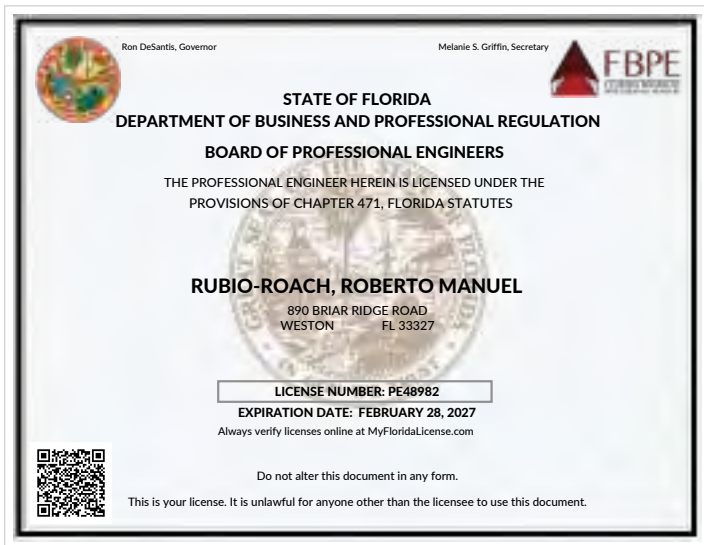 Ron DeSantis, Governor
Melanie S. Griffin, Secretary
FBPE
STATE OF FLORIDA
DEPARTMENT OF BUSINESS AND PROFESSIONAL REGULATION
BOARD OF PROFESSIONAL ENGINEERS
THE PROFESSIONAL ENGINEER HEREIN IS LICENSED UNDER THE
PROVISIONS OF CHAPTER 471, FLORIDA STATUTES
RUBIO-ROACH, ROBERTO MANUEL
890 BRIAR RIDGE ROAD
WESTON FL 33327
LICENSE NUMBER: PE48982
EXPIRATION DATE: FEBRUARY 28, 2027
Always verify licenses online at MyFloridaLicense.com
Do not alter this document in any form.
This is your license. It is unlawful for anyone other than the licensee to use this document.